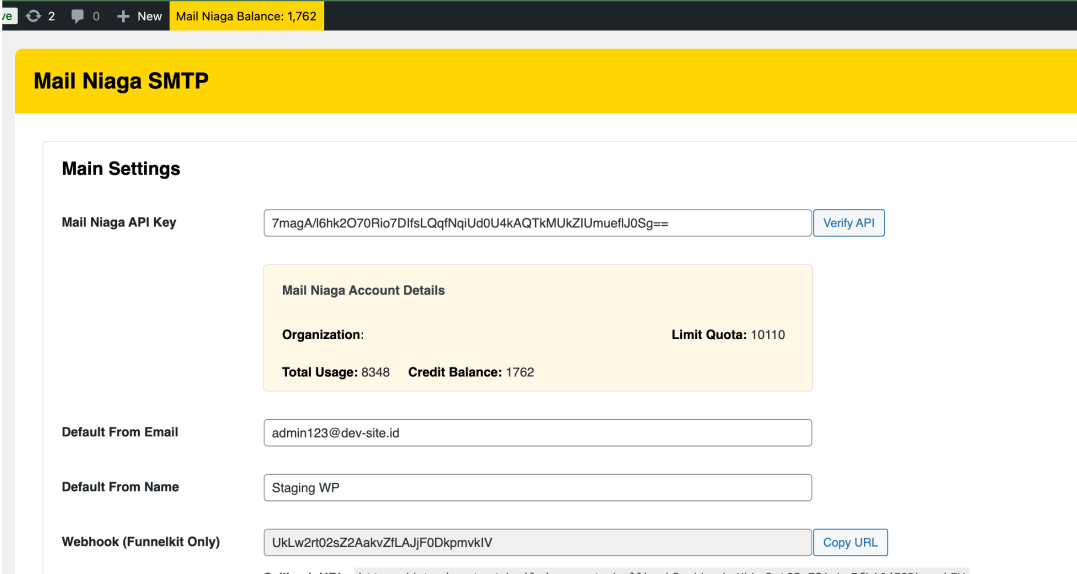 ve 2 0 New Mail Niaga Balance: 1,762
Mail Niaga SMTP
Main Settings
Mail Niaga API Key 7magA/l6hk2O70Rio7DIfsLQqfNqiUd0U4kAQTkMUkZIUmueflJ0Sg== Verify API
Mail Niaga Account Details
Organization: Limit Quota: 10110
Total Usage: 8348 Credit Balance: 1762
Default From Email admin123@dev-site.id
Default From Name Staging WP
Webhook (Funnelkit Only) UkLw2rt02sZ2AakvZfLAJjF0DkpmvkIV Copy URL